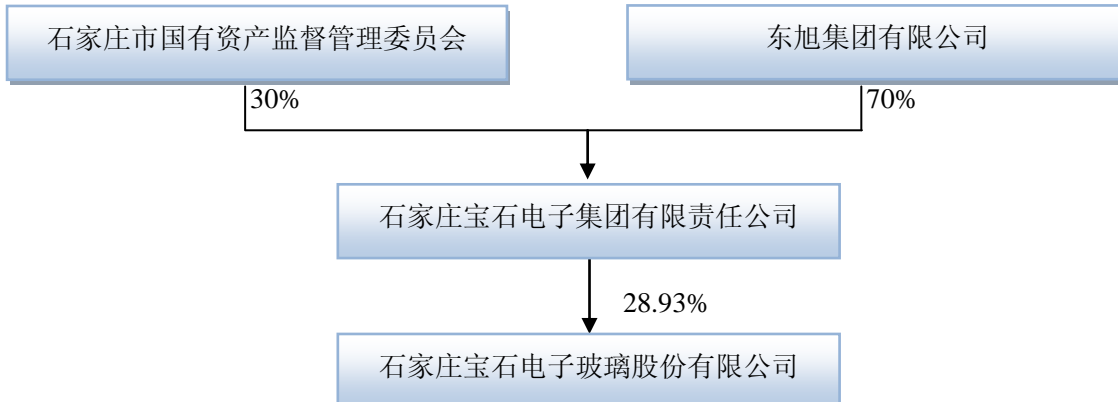 石家庄市国有资产监督管理委员会
东旭集团有限公司
30%
70%
石家庄宝石电子集团有限责任公司
28.93%
石家庄宝石电子玻璃股份有限公司